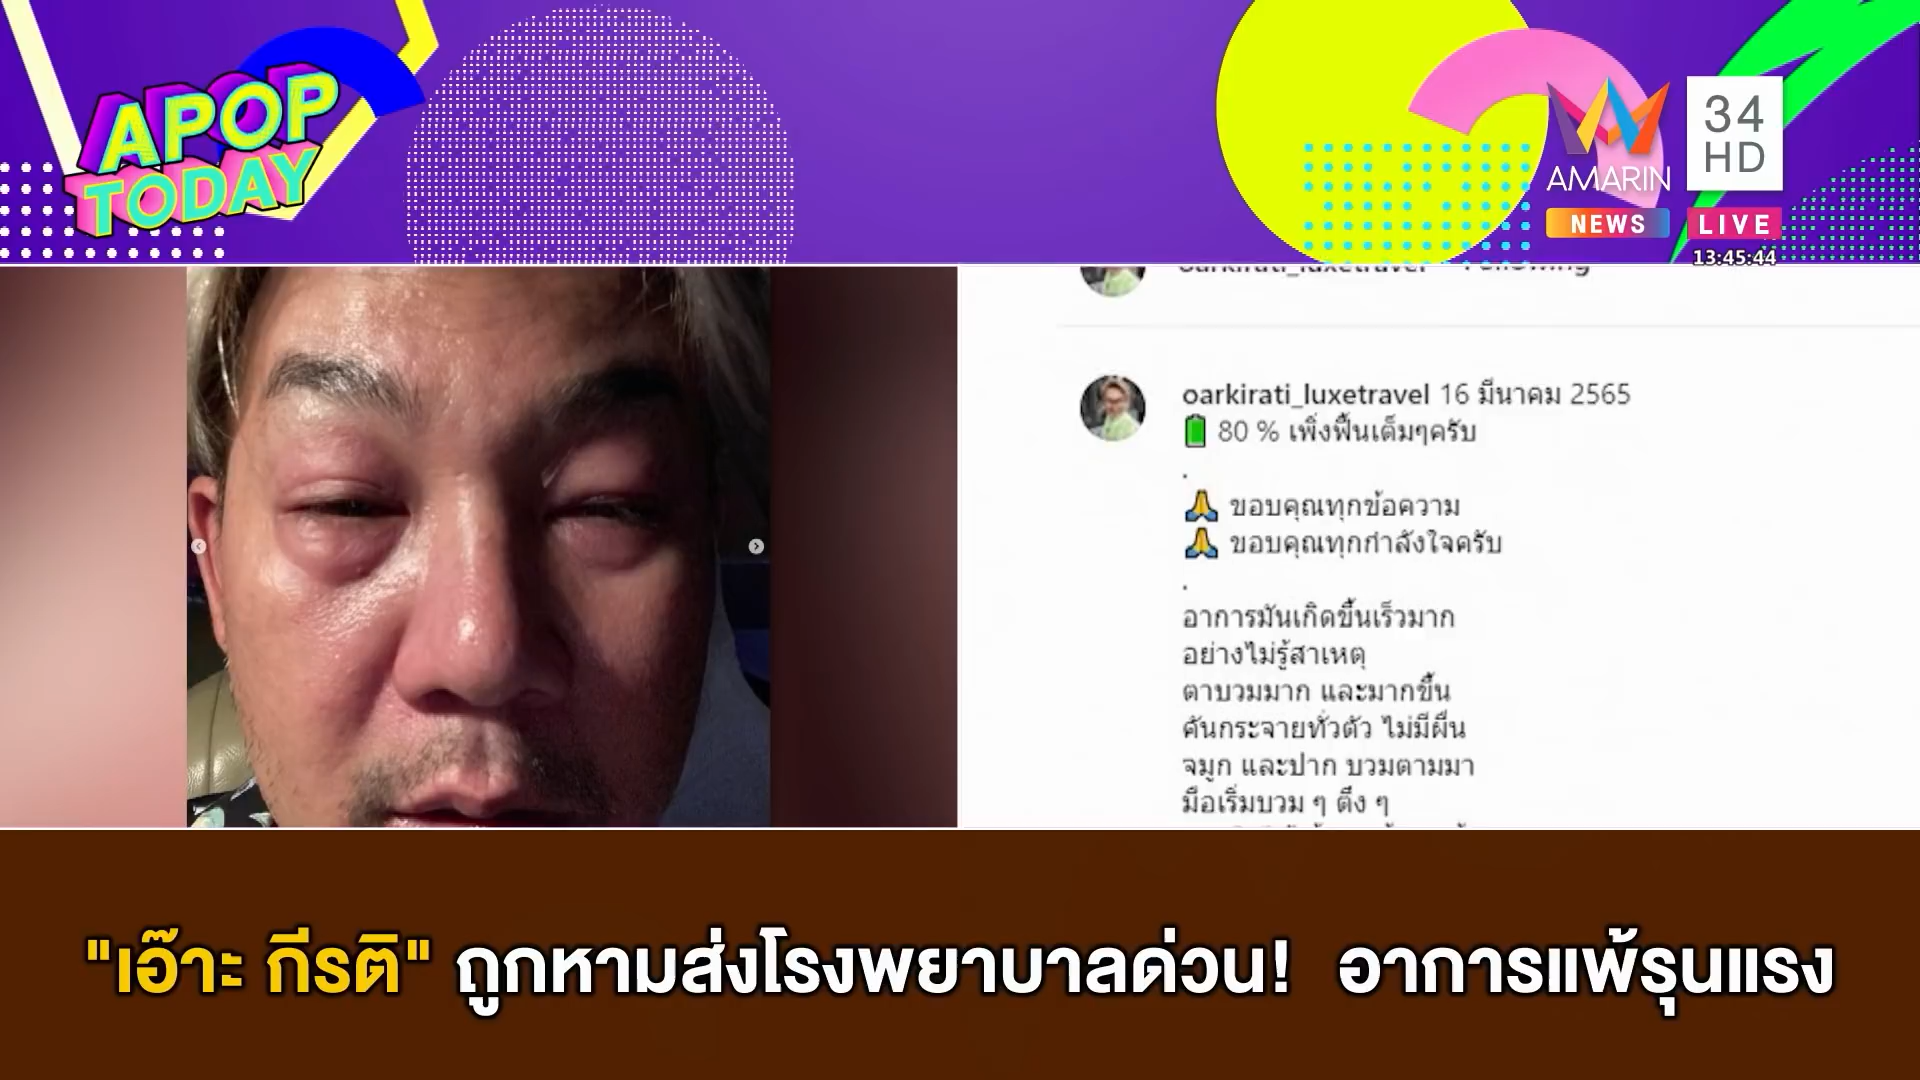 APOP
TODAY
AMARIN
NEWS
34
HD
LIVE
13:45:44
oarkirati_luxetravel Following
oarkirati_luxetravel 16 มีนาคม 2565
80 % เพิ่งฟื้นเต็มๆครับ
.
🙏 ขอบคุณทุกข้อความ
🙏 ขอบคุณทุกกำลังใจครับ
.
อาการมันเกิดขึ้นเร็วมาก
อย่างไม่รู้สาเหตุ
ตาบวมมาก และมากขึ้น
คันกระจายทั่วตัว ไม่มีผื่น
จมูก และปาก บวมตามมา
มือเริ่มบวม ๆ ตึง ๆ
"เอ๊าะ กีรติ" ถูกหามส่งโรงพยาบาลด่วน! อาการแพ้รุนแรง